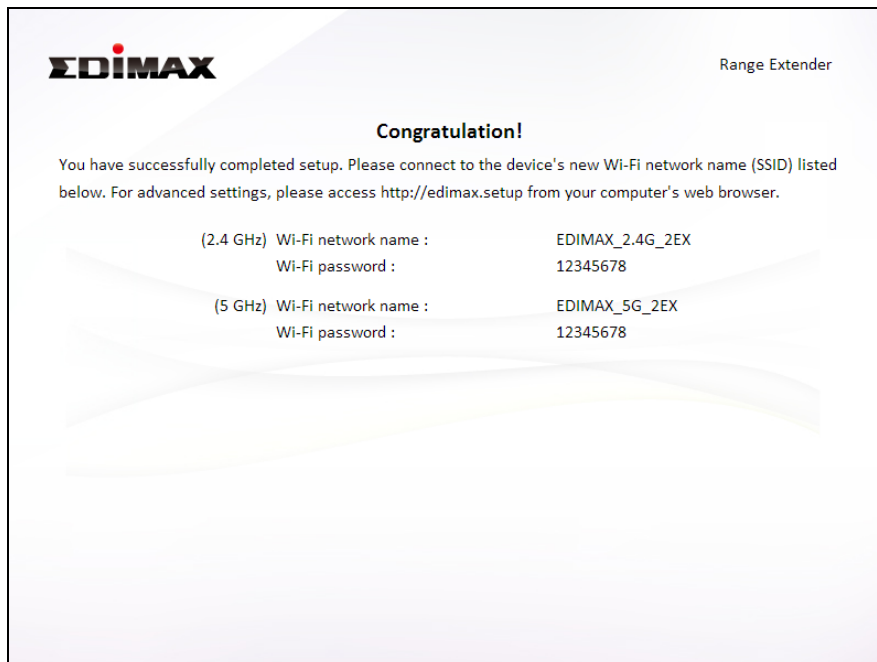 EDIMAX
Range Extender
Congratulation!
You have successfully completed setup. Please connect to the device's new Wi-Fi network name (SSID) listed
below. For advanced settings, please access http://edimax.setup from your computer's web browser.
(2.4 GHz) Wi-Fi network name : EDIMAX_2.4G_2EX
Wi-Fi password : 12345678
(5 GHz) Wi-Fi network name : EDIMAX_5G_2EX
Wi-Fi password : 12345678